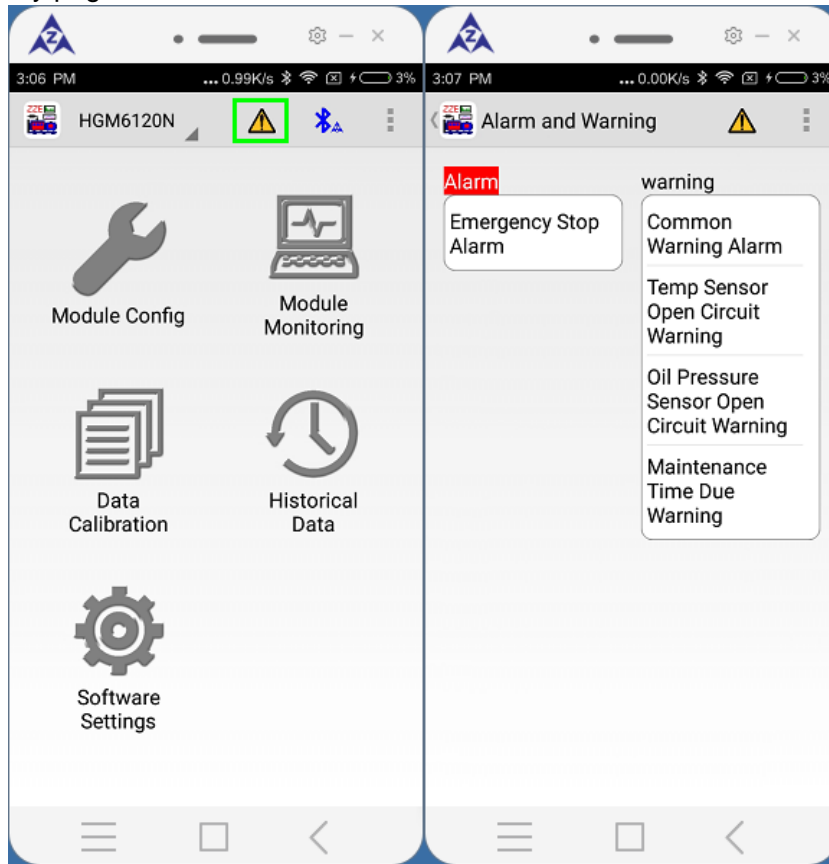 3:06 PM
... 0.99K/s
3%
ZZE
HGM6120N
Module Config
Module
Monitoring
Data
Calibration
Historical
Data
Software
Settings
3:07 PM
... 0.00K/s
3%
ZZE
Alarm and Warning
Alarm
Emergency Stop
Alarm
warning
Common
Warning Alarm
Temp Sensor
Open Circuit
Warning
Oil Pressure
Sensor Open
Circuit Warning
Maintenance
Time Due
Warning